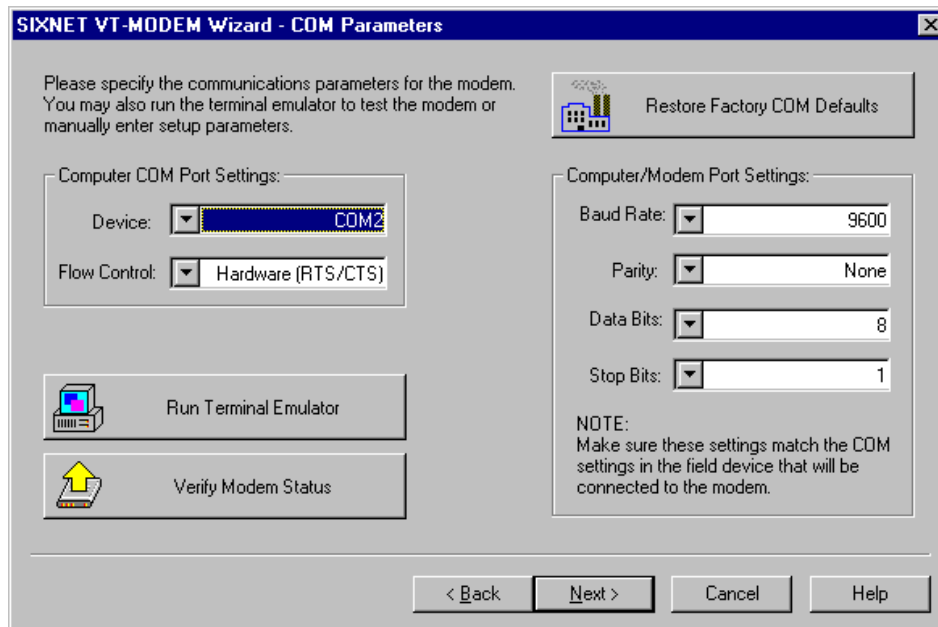 SIXNET VT-MODEM Wizard - COM Parameters
Please specify the communications parameters for the modem.
You may also run the terminal emulator to test the modem or
manually enter setup parameters.
Restore Factory COM Defaults
Computer COM Port Settings:
Device: COM2
Flow Control: Hardware (RTS/CTS)
Computer/Modem Port Settings:
Baud Rate: 9600
Parity: None
Data Bits: 8
Stop Bits: 1
NOTE:
Make sure these settings match the COM
settings in the field device that will be
connected to the modem.
Run Terminal Emulator
Verify Modem Status
< Back
Next >
Cancel
Help